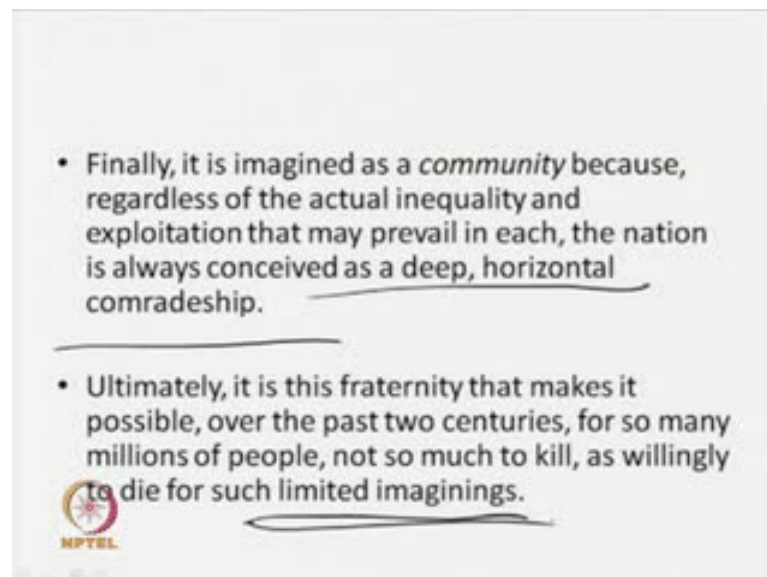 • Finally, it is imagined as a community because,
regardless of the actual inequality and
exploitation that may prevail in each, the nation
is always conceived as a deep, horizontal
comradeship.
• Ultimately, it is this fraternity that makes it
possible, over the past two centuries, for so many
millions of people, not so much to kill, as willingly
to die for such limited imaginings.
NPTEL